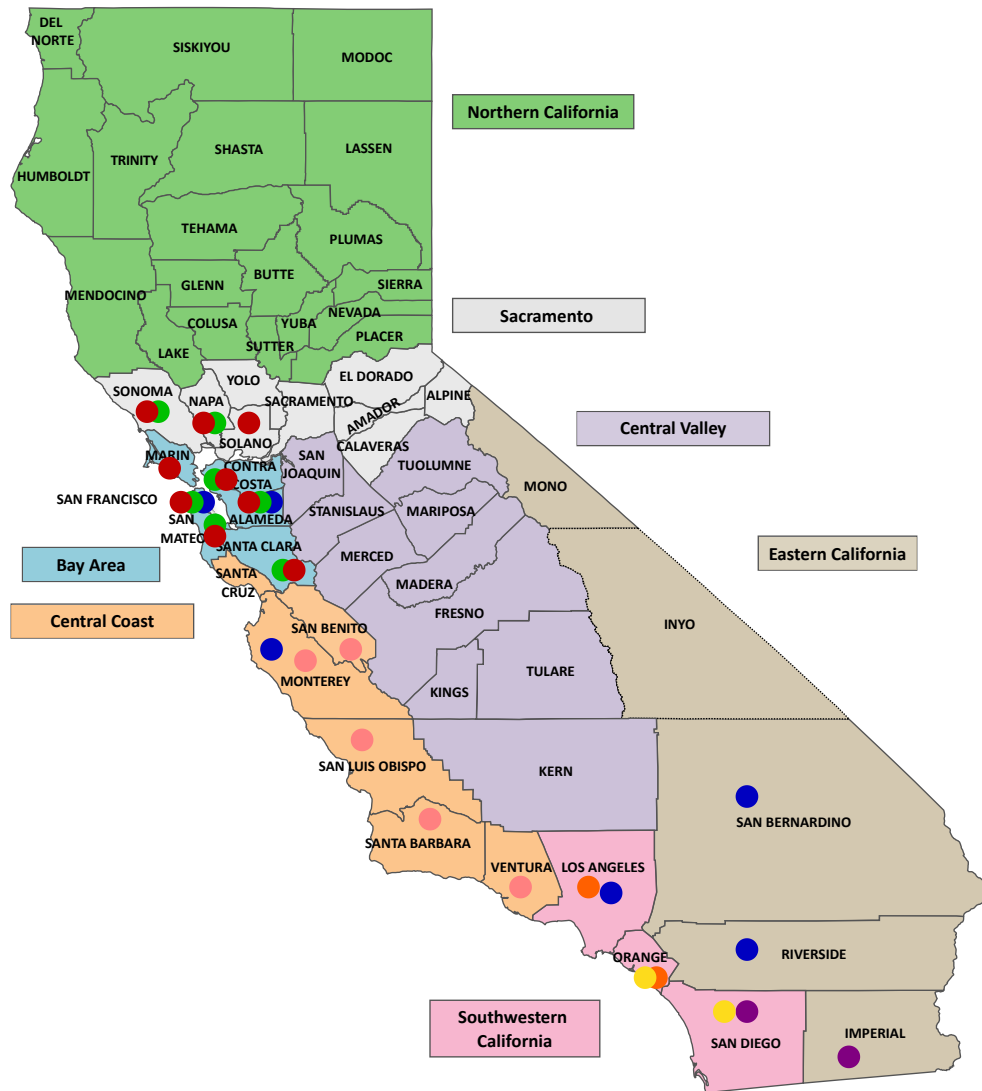 DEL
NORTE
SISKIYOU
MODOC
Northern California
HUMBOLDT
TRINITY
SHASTA
LASSEN
TEHAMA
PLUMAS
MENDOCINO
GLENN
BUTTE
SIERRA
COLUSA
YUBA
NEVADA
LAKE
SUTTER
PLACER
Sacramento
SONOMA
NAPA
YOLO
SACRAMENTO
EL DORADO
ALPINE
AMADOR
SOLANO
CALAVERAS
Central Valley
MARIN
CONTRA
COSTA
SAN
JOAQUIN
TUOLUMNE
MONO
SAN FRANCISCO
SAN
MATEO
ALAMEDA
STANISLAUS
MARIPOSA
Bay Area
SANTA CLARA
MERCED
Eastern California
SANTA
CRUZ
MADERA
Central Coast
SAN BENITO
FRESNO
INYO
MONTEREY
KINGS
TULARE
SAN LUIS OBISPO
KERN
SAN BERNARDINO
SANTA BARBARA
VENTURA
LOS ANGELES
ORANGE
RIVERSIDE
Southwestern
California
SAN DIEGO
IMPERIAL